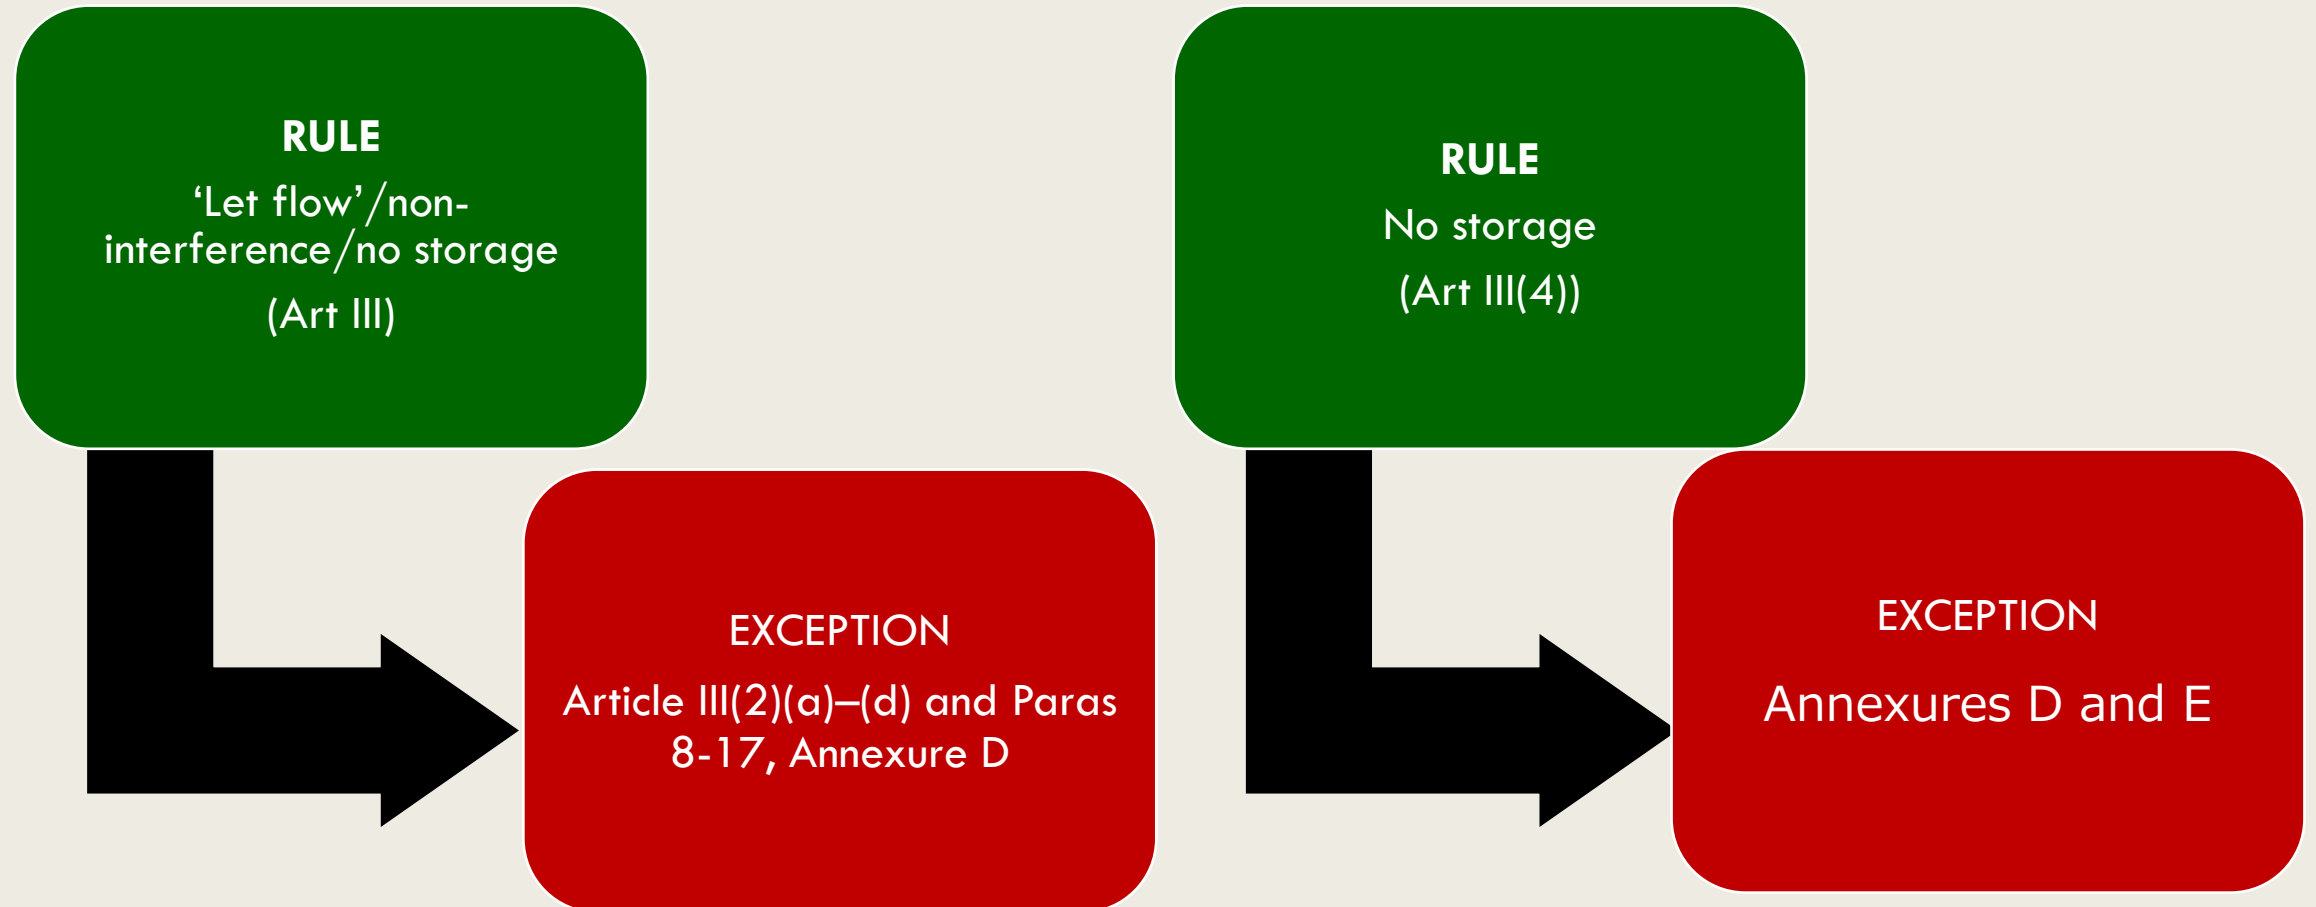 RULE
‘Let flow’/non-
interference/no storage
(Art III)
EXCEPTION
Article III(2)(a)–(d) and Paras
8-17, Annexure D
RULE
No storage
(Art III(4))
EXCEPTION
Annexures D and E